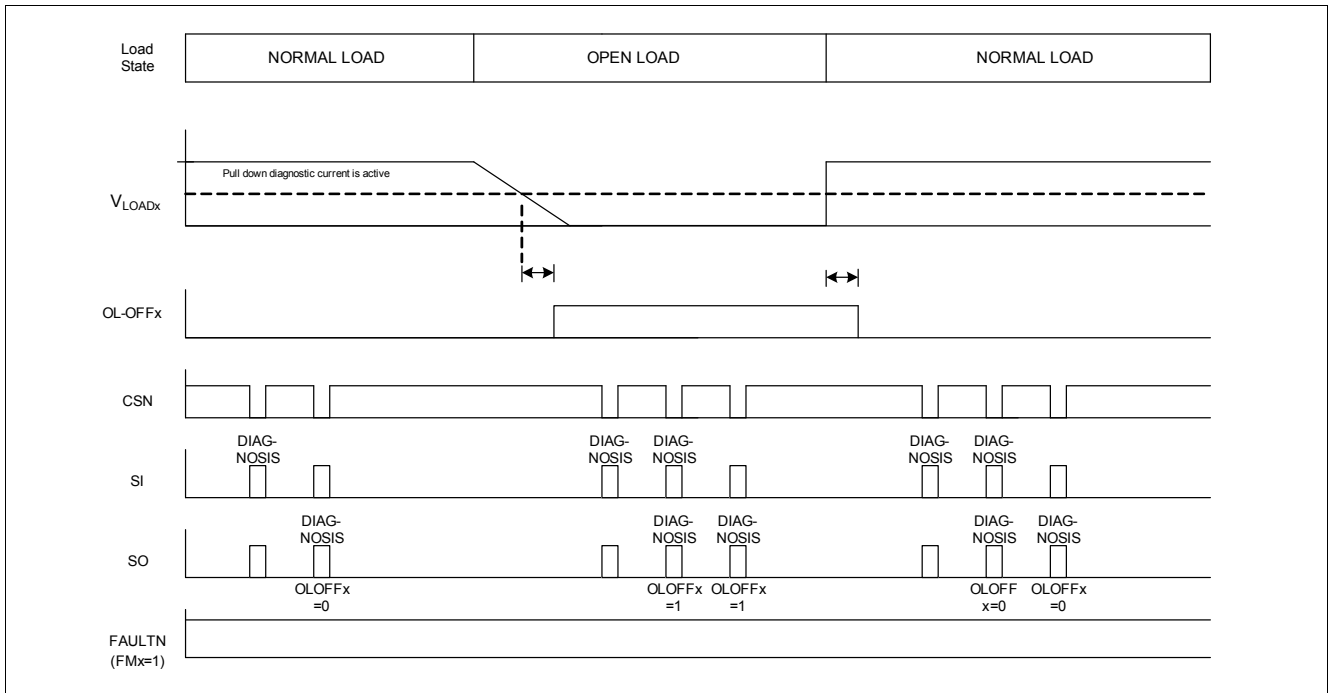 Load
State
NORMAL LOAD
OPEN LOAD
NORMAL LOAD
Pull down diagnostic current is active
VLOADx
OL-OFFx
CSN
DIAG-
NOSIS
DIAG-
NOSIS
DIAG-
NOSIS
DIAG-
NOSIS
DIAG-
NOSIS
SI
DIAG-
NOSIS
DIAG-
NOSIS
DIAG-
NOSIS
DIAG-
NOSIS
DIAG-
NOSIS
SO
OLOFFx
=0
OLOFFx
=1
OLOFFx
=1
OLOFF
x=0
OLOFFx
=0
FAULTN
(FMx=1)